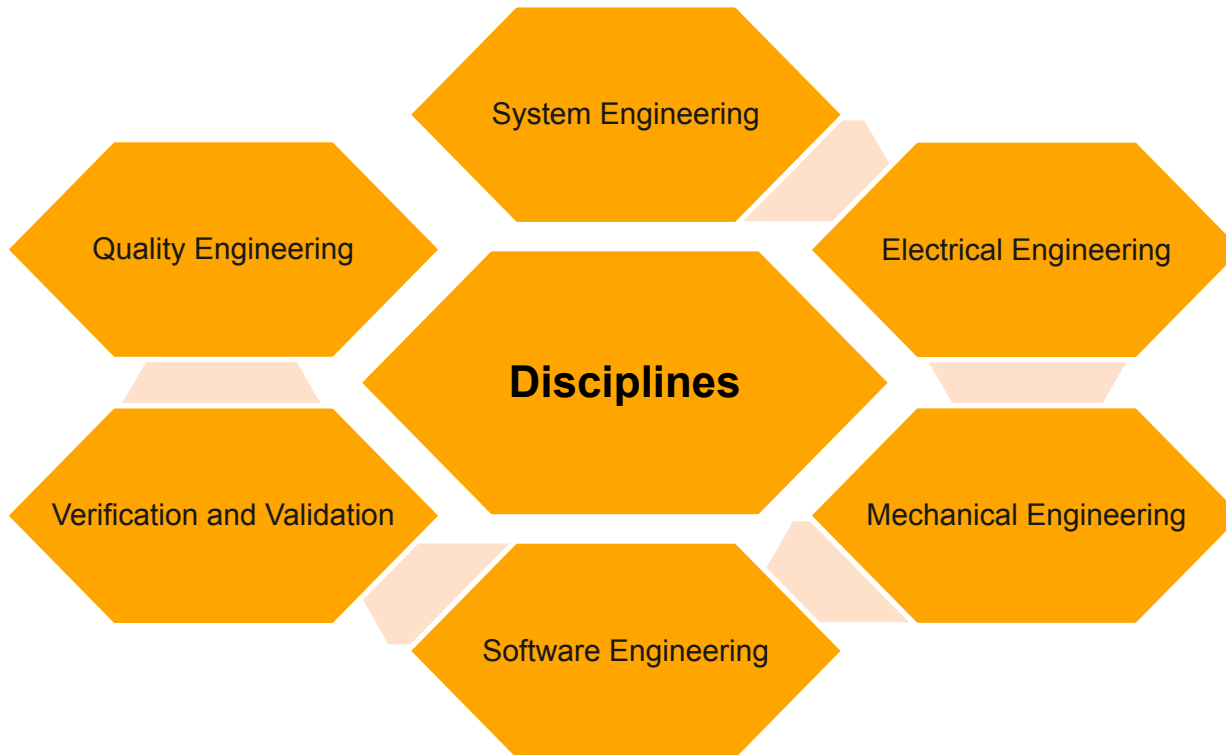 System Engineering
Quality Engineering
Electrical Engineering
Disciplines
Verification and Validation
Mechanical Engineering
Software Engineering